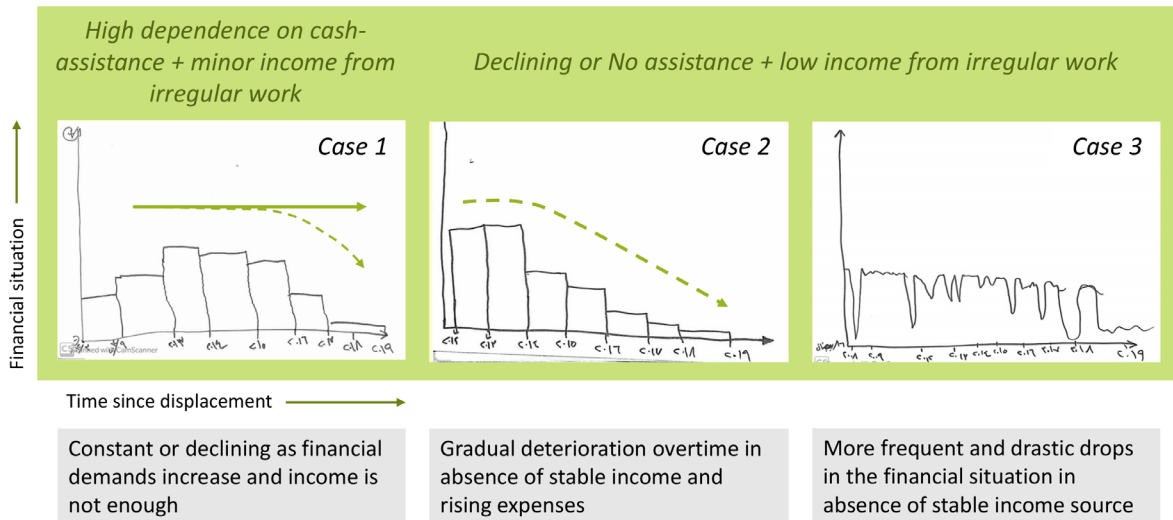 High dependence on cash-
assistance + minor income from
irregular work
Declining or No assistance + low income from irregular work
Case 1
Case 2
Case 3
Financial situation
Time since displacement
Constant or declining as financial
demands increase and income is
not enough
Gradual deterioration overtime in
absence of stable income and
rising expenses
More frequent and drastic drops
in the financial situation in
absence of stable income source